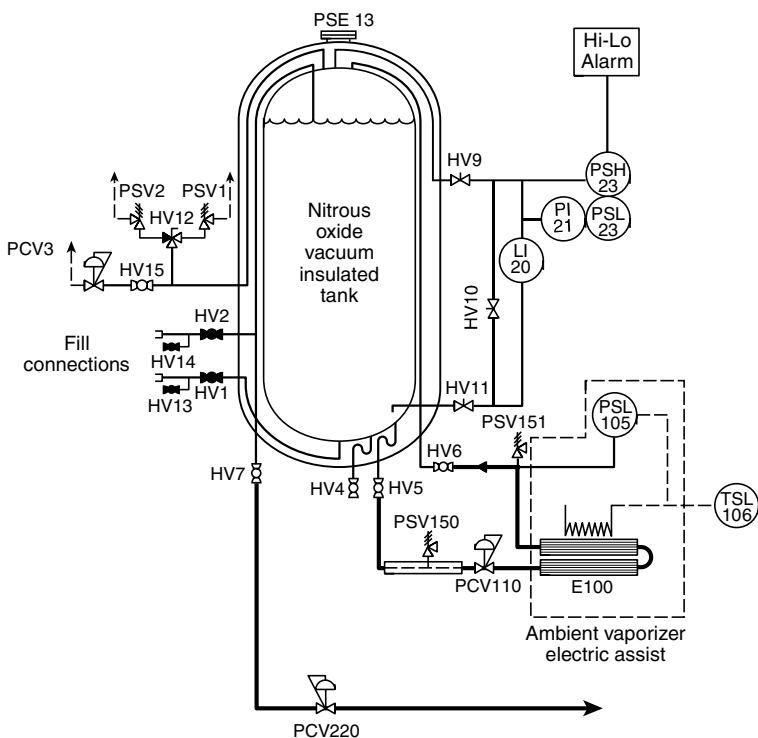 PSE 13
Hi-Lo
Alarm
HV9
PSH
23
PSV2
PSV1
HV12
PI
21
PSL
23
Nitrous
oxide
vacuum
insulated
tank
PCV3
HV15
LI
20
HV10
HV2
Fill
connections
HV14
HV1
HV13
HV11
PSV151
PSL
105
HV6
HV7
HV4
HV5
TSL
106
PSV150
PCV110
E100
Ambient vaporizer
electric assist
PCV220